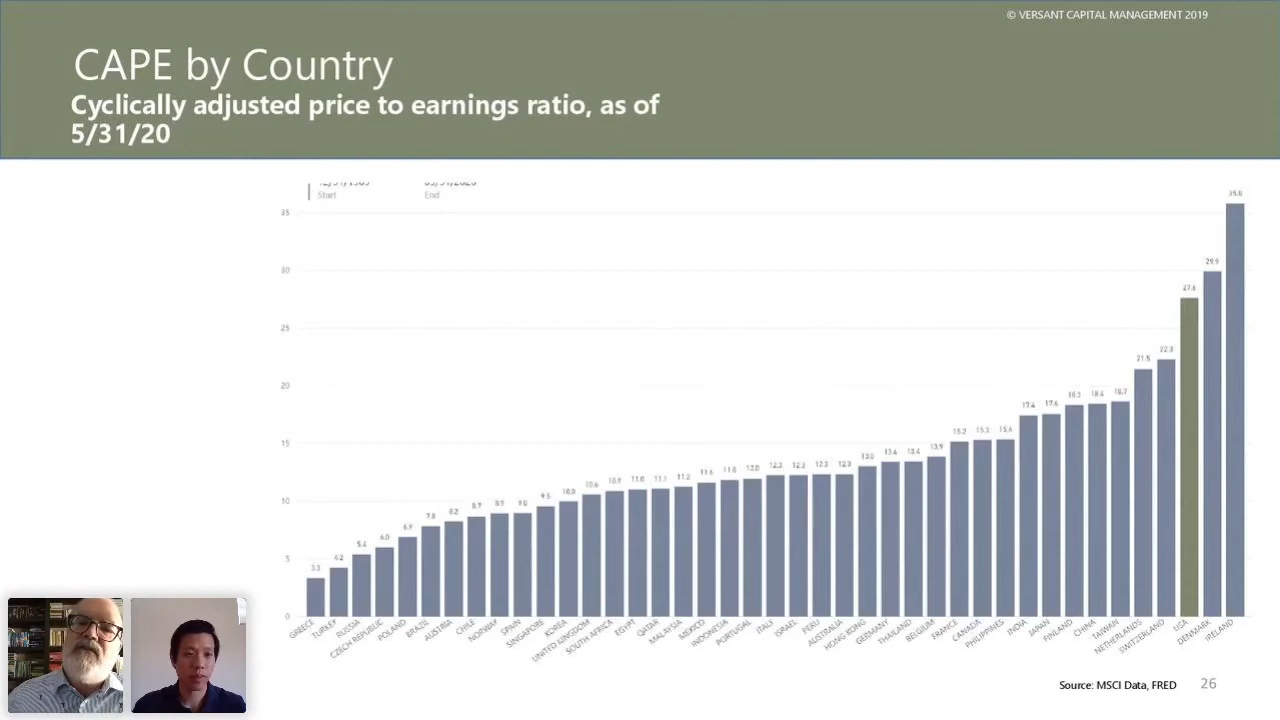 © VERSANT CAPITAL MANAGEMENT 2019
CAPE by Country
Cyclically adjusted price to earnings ratio, as of
5/31/20
Start
End
35
30
25
20
15
10
5
0
3.3
4.2
5.4
6.0
6.9
7.8
8.2
8.7
8.9
9.0
9.5
10.0
10.6
10.9
11.0
11.1
11.2
11.6
11.8
12.0
12.3
12.3
12.3
12.3
13.0
13.4
13.4
13.9
15.2
15.3
15.4
17.4
17.6
18.3
18.4
18.7
21.5
22.3
27.6
29.9
35.8
GREECE
TURKEY
RUSSIA
CZECH REPUBLIC
POLAND
BRAZIL
AUSTRIA
CHILE
NORWAY
SPAIN
SINGAPORE
KOREA
UNITED KINGDOM
SOUTH AFRICA
EGYPT
QATAR
MALAYSIA
MEXICO
INDONESIA
PORTUGAL
ITALY
ISRAEL
PERU
AUSTRALIA
HONG KONG
GERMANY
THAILAND
BELGIUM
FRANCE
CANADA
PHILIPPINES
INDIA
JAPAN
FINLAND
CHINA
TAIWAN
NETHERLANDS
SWITZERLAND
USA
DENMARK
IRELAND
Source: MSCI Data, FRED
26